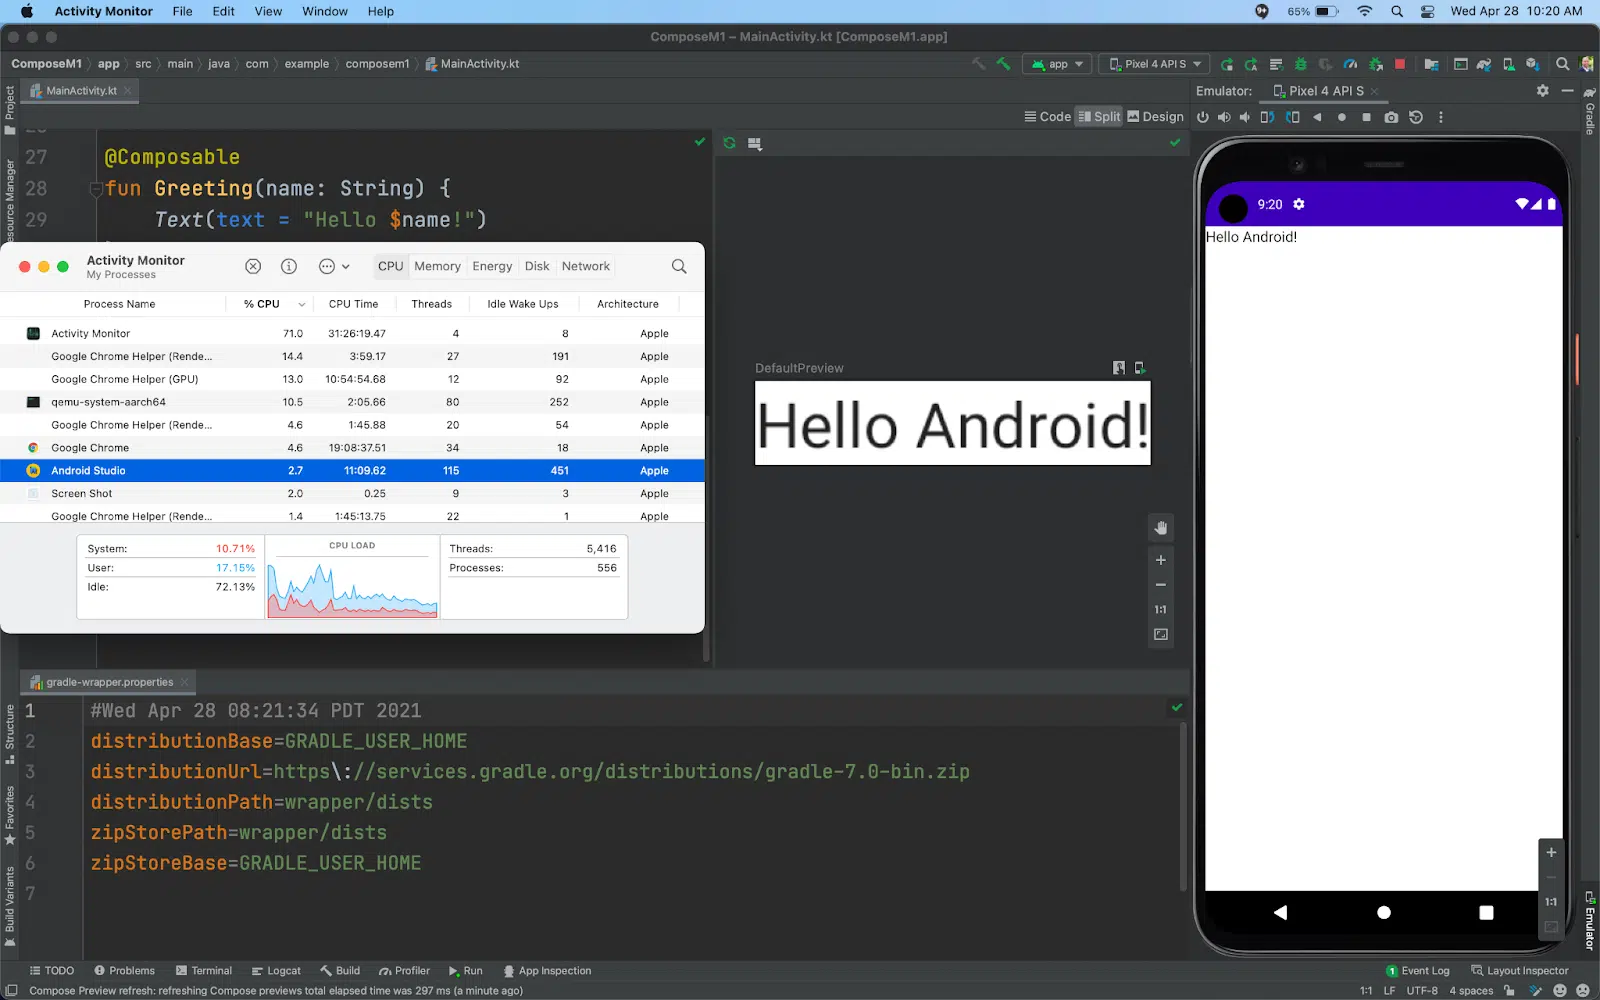 Activity Monitor File Edit View Window Help 65% Wed Apr 28 10:20 AM
ComposeM1 – MainActivity.kt [ComposeM1.app]
ComposeM1 app src main java com example composem1 MainActivity.kt app Pixel 4 API S
MainActivity.kt
Emulator: Pixel 4 API S
Code Split Design
Project
Resource Manager
Gradle
27 @Composable
28 fun Greeting(name: String) {
29 Text(text = "Hello $name!")
Activity Monitor
My Processes
CPU Memory Energy Disk Network
Process Name % CPU CPU Time Threads Idle Wake Ups Architecture
Activity Monitor 71.0 31:26:19.47 4 8 Apple
Google Chrome Helper (Rende... 14.4 3:59.17 27 191 Apple
Google Chrome Helper (GPU) 13.0 10:54:54.68 12 92 Apple
qemu-system-aarch64 10.5 2:05.66 80 252 Apple
Google Chrome Helper (Rende... 4.6 1:45.88 20 54 Apple
Google Chrome 4.6 19:08:37.51 34 18 Apple
Android Studio 2.7 11:09.62 115 451 Apple
Screen Shot 2.0 0.25 9 3 Apple
Google Chrome Helper (Rende... 1.4 1:45:13.75 22 1 Apple
System: 10.71%
User: 17.15%
Idle: 72.13%
CPU LOAD
Threads: 5,416
Processes: 556
DefaultPreview
Hello Android!
1:1
9:20
Hello Android!
1:1
gradle-wrapper.properties
1 #Wed Apr 28 08:21:34 PDT 2021
2 distributionBase=GRADLE_USER_HOME
3 distributionUrl=https\://services.gradle.org/distributions/gradle-7.0-bin.zip
4 distributionPath=wrapper/dists
5 zipStorePath=wrapper/dists
6 zipStoreBase=GRADLE_USER_HOME
7
Structure
Favorites
Build Variants
Emulator
TODO Problems Terminal Logcat Build Profiler Run App Inspection 1 Event Log Layout Inspector
Compose Preview refresh: refreshing Compose previews total elapsed time was 297 ms (a minute ago) 1:1 LF UTF-8 4 spaces